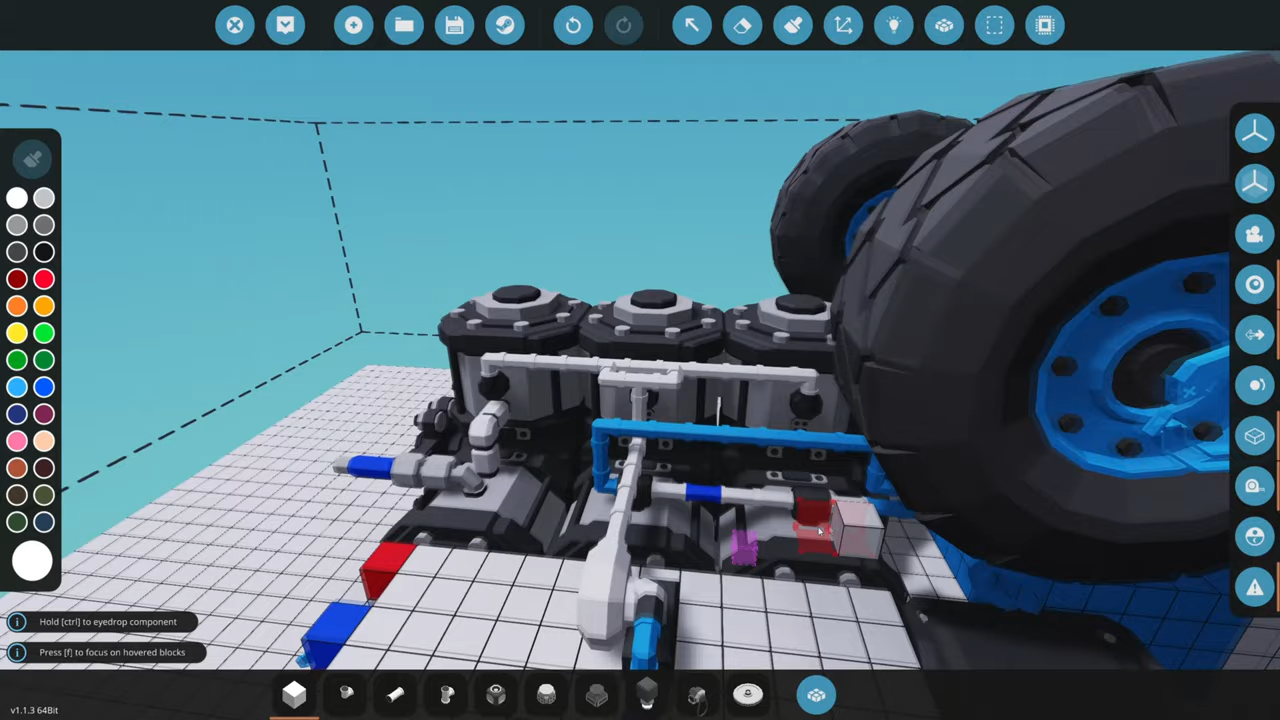 Hold [ctrl] to eyedrop component
Press [f] to focus on hovered blocks
v1.1.3 64Bit